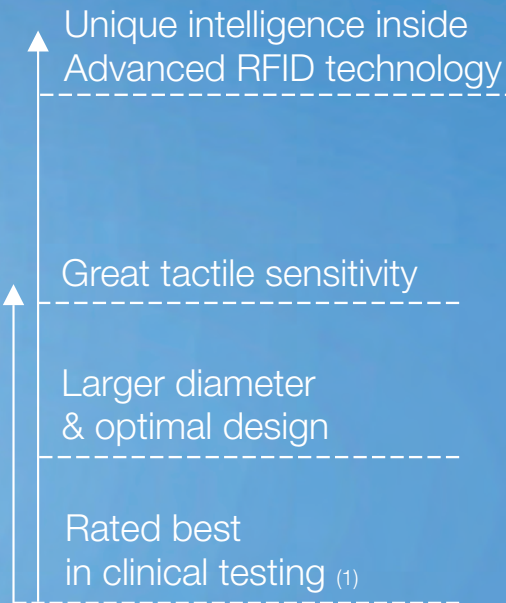 Unique intelligence inside
Advanced RFID technology
Great tactile sensitivity
Larger diameter
& optimal design
Rated best
in clinical testing (1)